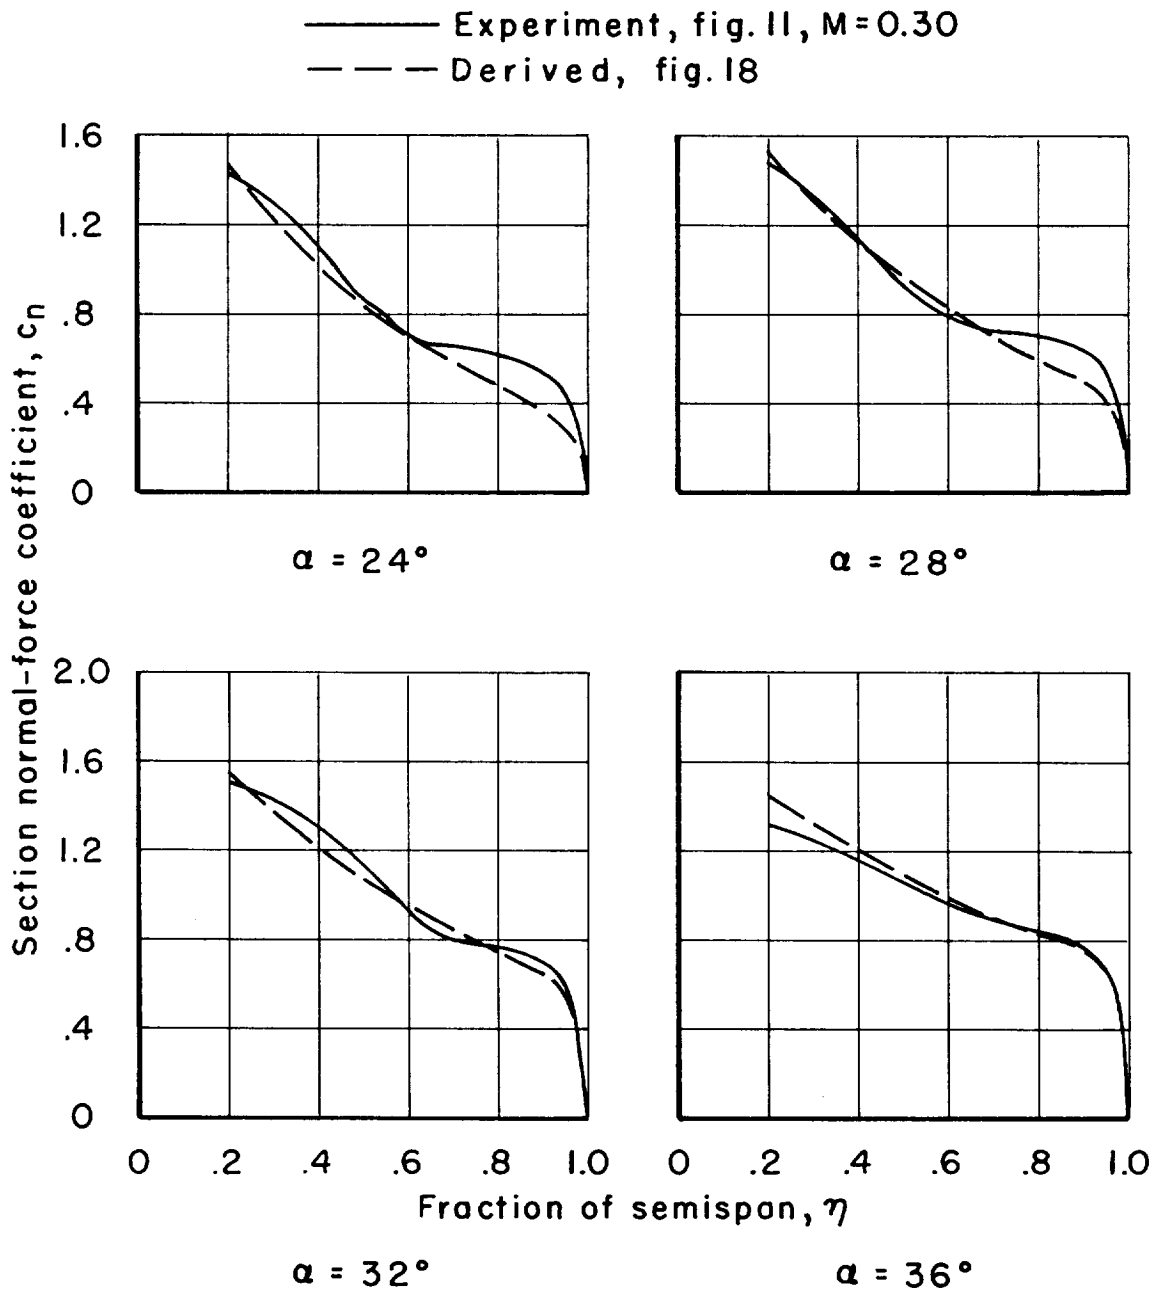 Experiment, fig. 11, M=0.30
Derived, fig. 18
Section normal-force coefficient, cn
1.6
1.2
.8
.4
0
α = 24°
α = 28°
2.0
1.6
1.2
.8
.4
0
0 .2 .4 .6 .8 1.0
0 .2 .4 .6 .8 1.0
Fraction of semispan, η
α = 32°
α = 36°